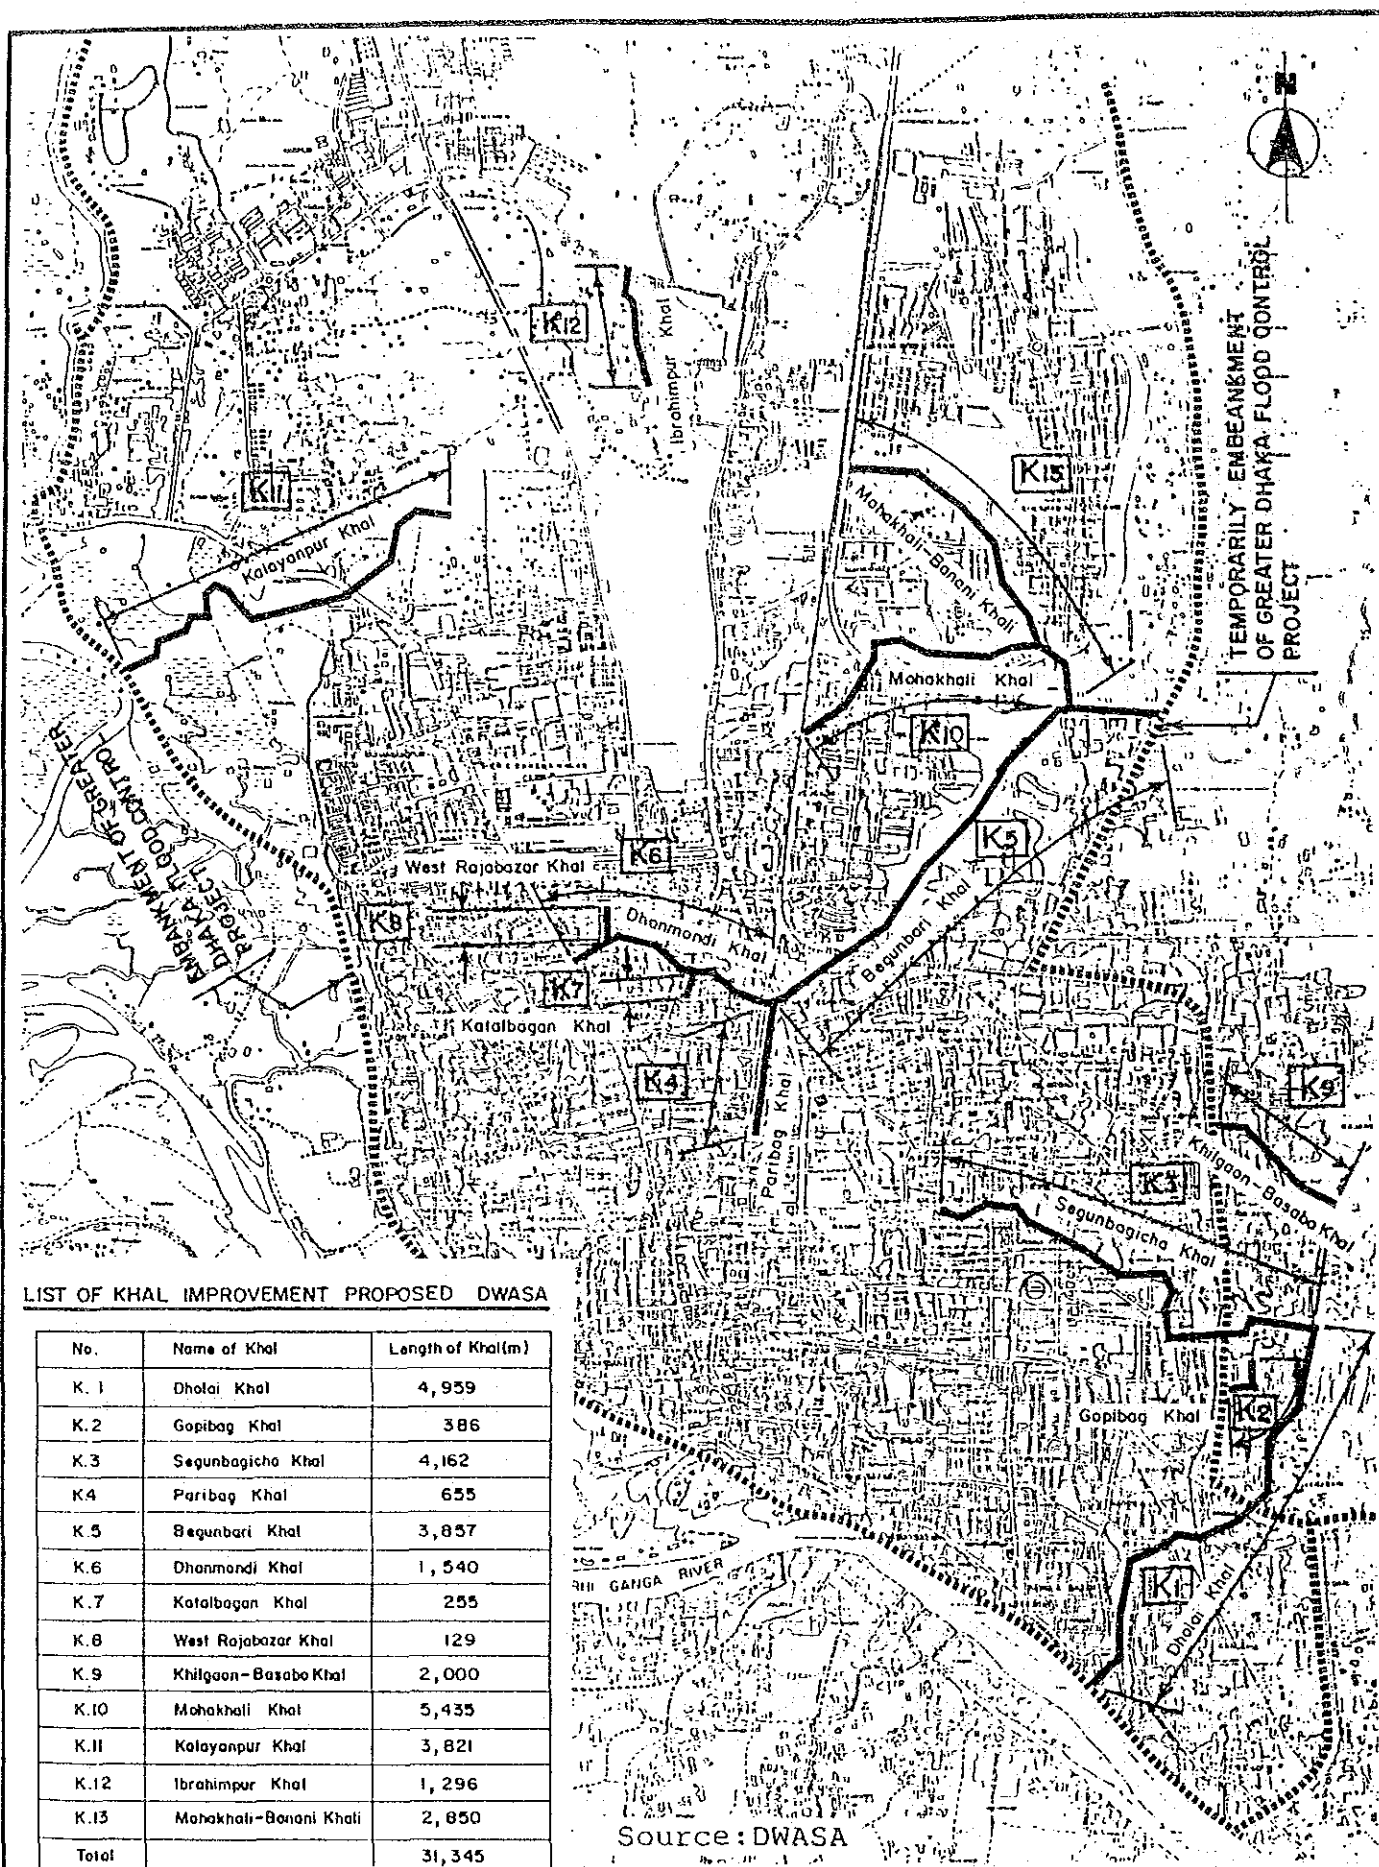 N
K12
Ibrahimpur Khal
K11
Kalayanpur Khal
K13
Mohakhali-Banani Khali
TEMPORARILY EMBEANKMENT
OF GREATER DHAKA FLOOD CONTROL
PROJECT
Mohakhali Khal
K10
EMBANKMENT OF GREATER
DHAKA FLOOD CONTRO-
PROJECT
K5
Begunbari Khal
West Rajabazar Khal
K6
K8
Dhanmondi Khal
K7
Katalbagan Khal
K4
Paribag Khal
K9
Khilgaon-Basabo Khal
Segunbagicha Khal
Gopibag Khal
K2
K1
Dholai Khal
GANGA RIVER
LIST OF KHAL IMPROVEMENT PROPOSED DWASA
No. Name of Khal Length of Khal(m)
K. 1 Dholai Khal 4,959
K.2 Gopibag Khal 386
K.3 Segunbagicha Khal 4,162
K4 Paribag Khal 655
K.5 Begunbari Khal 3,857
K.6 Dhanmondi Khal 1,540
K.7 Katalbagan Khal 255
K.8 West Rajabazar Khal 129
K.9 Khilgaon-Basabo Khal 2,000
K.10 Mohakhali Khal 5,435
K.11 Kalayanpur Khal 3,821
K.12 Ibrahimpur Khal 1,296
K.13 Mohakhali-Banani Khali 2,850
Total 31,345
Source:DWASA